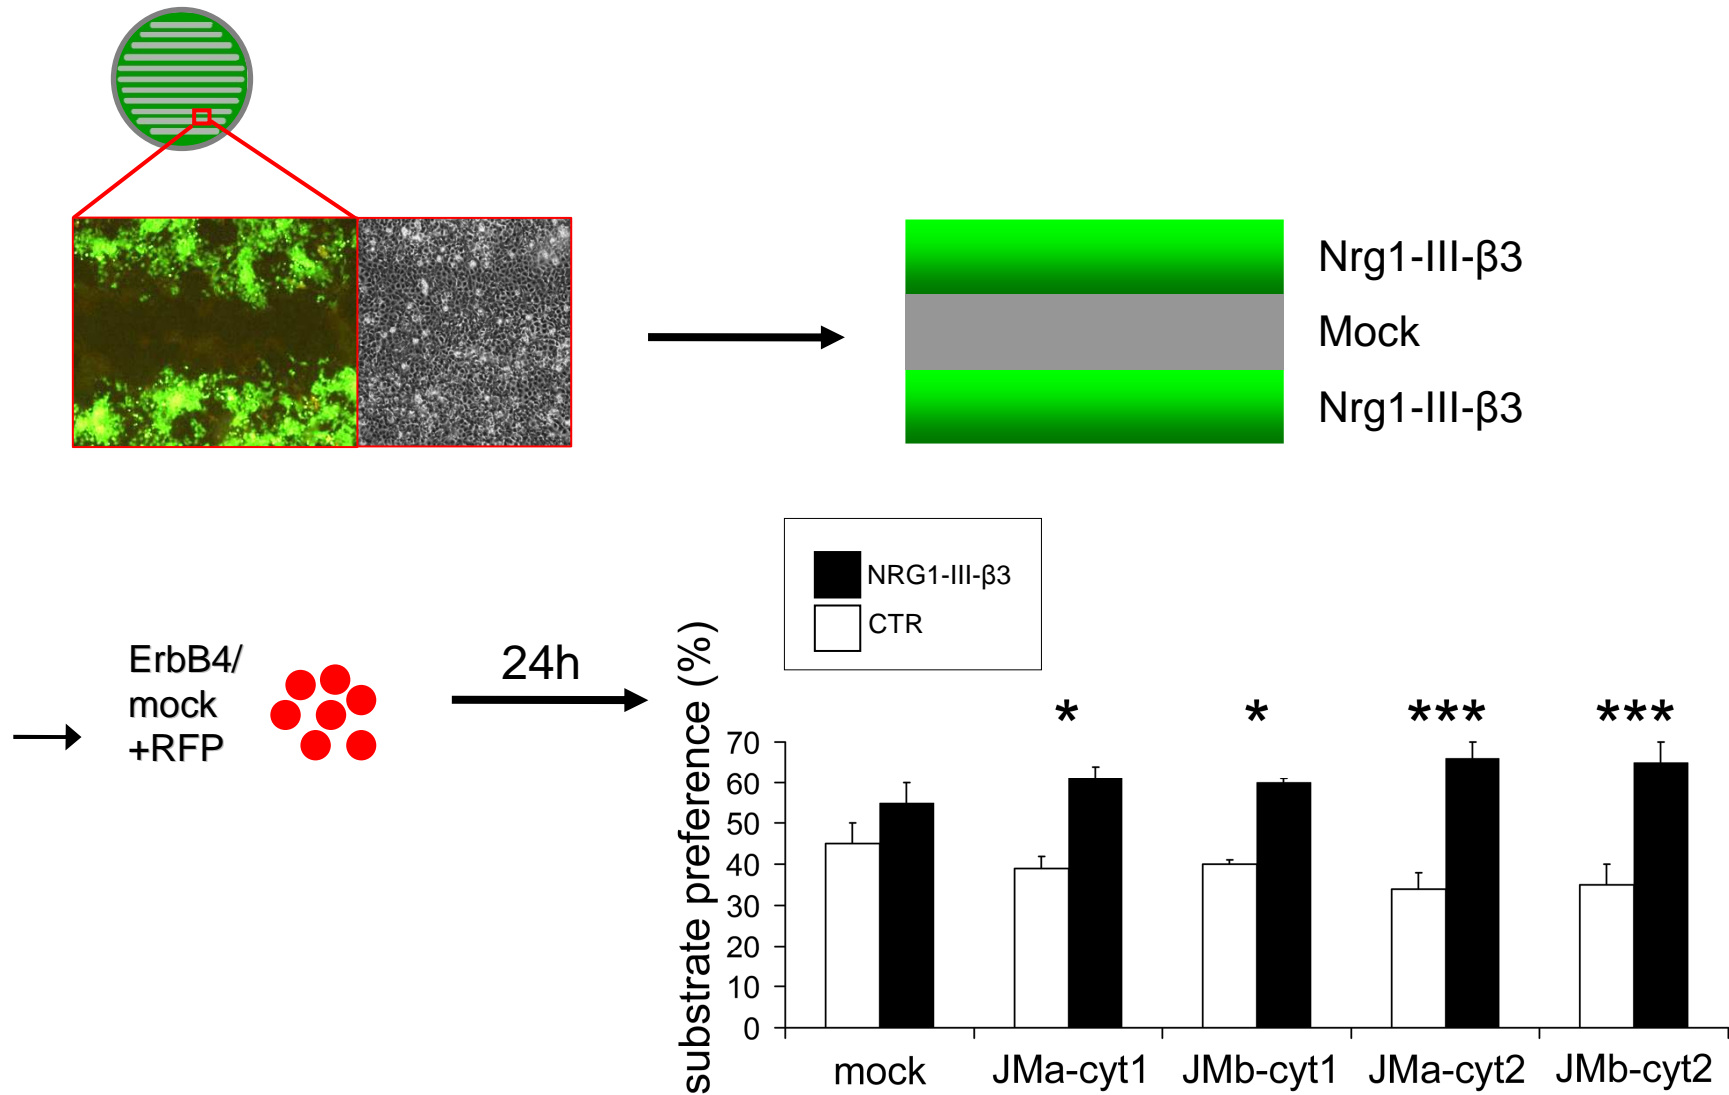 Nrg1-III-β3
Mock
Nrg1-III-β3
NRG1-III-β3
CTR
ErbB4/
mock
+RFP
24h
substrate preference (%)
* * *** ***
70
60
50
40
30
20
10
0
mock JMa-cyt1 JMb-cyt1 JMa-cyt2 JMb-cyt2